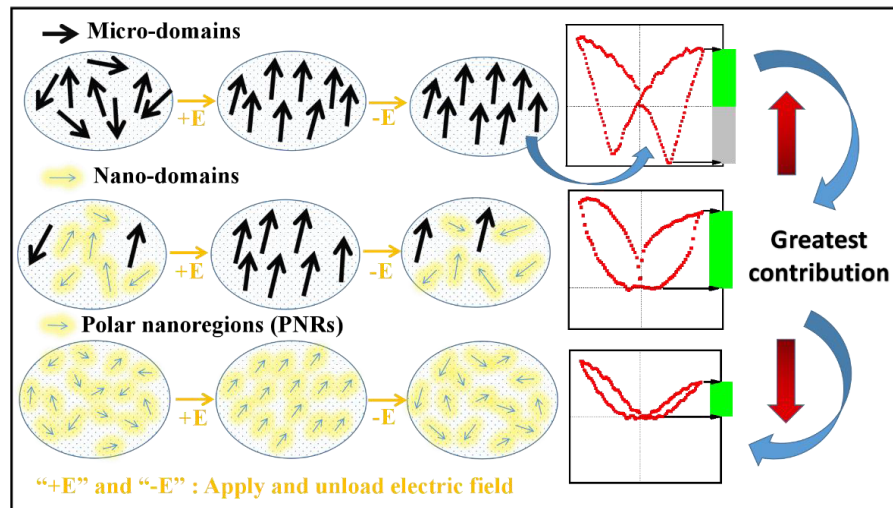 Micro-domains
+E
-E
Nano-domains
+E
-E
Greatest
contribution
Polar nanoregions (PNRs)
+E
-E
“+E” and “-E” : Apply and unload electric field